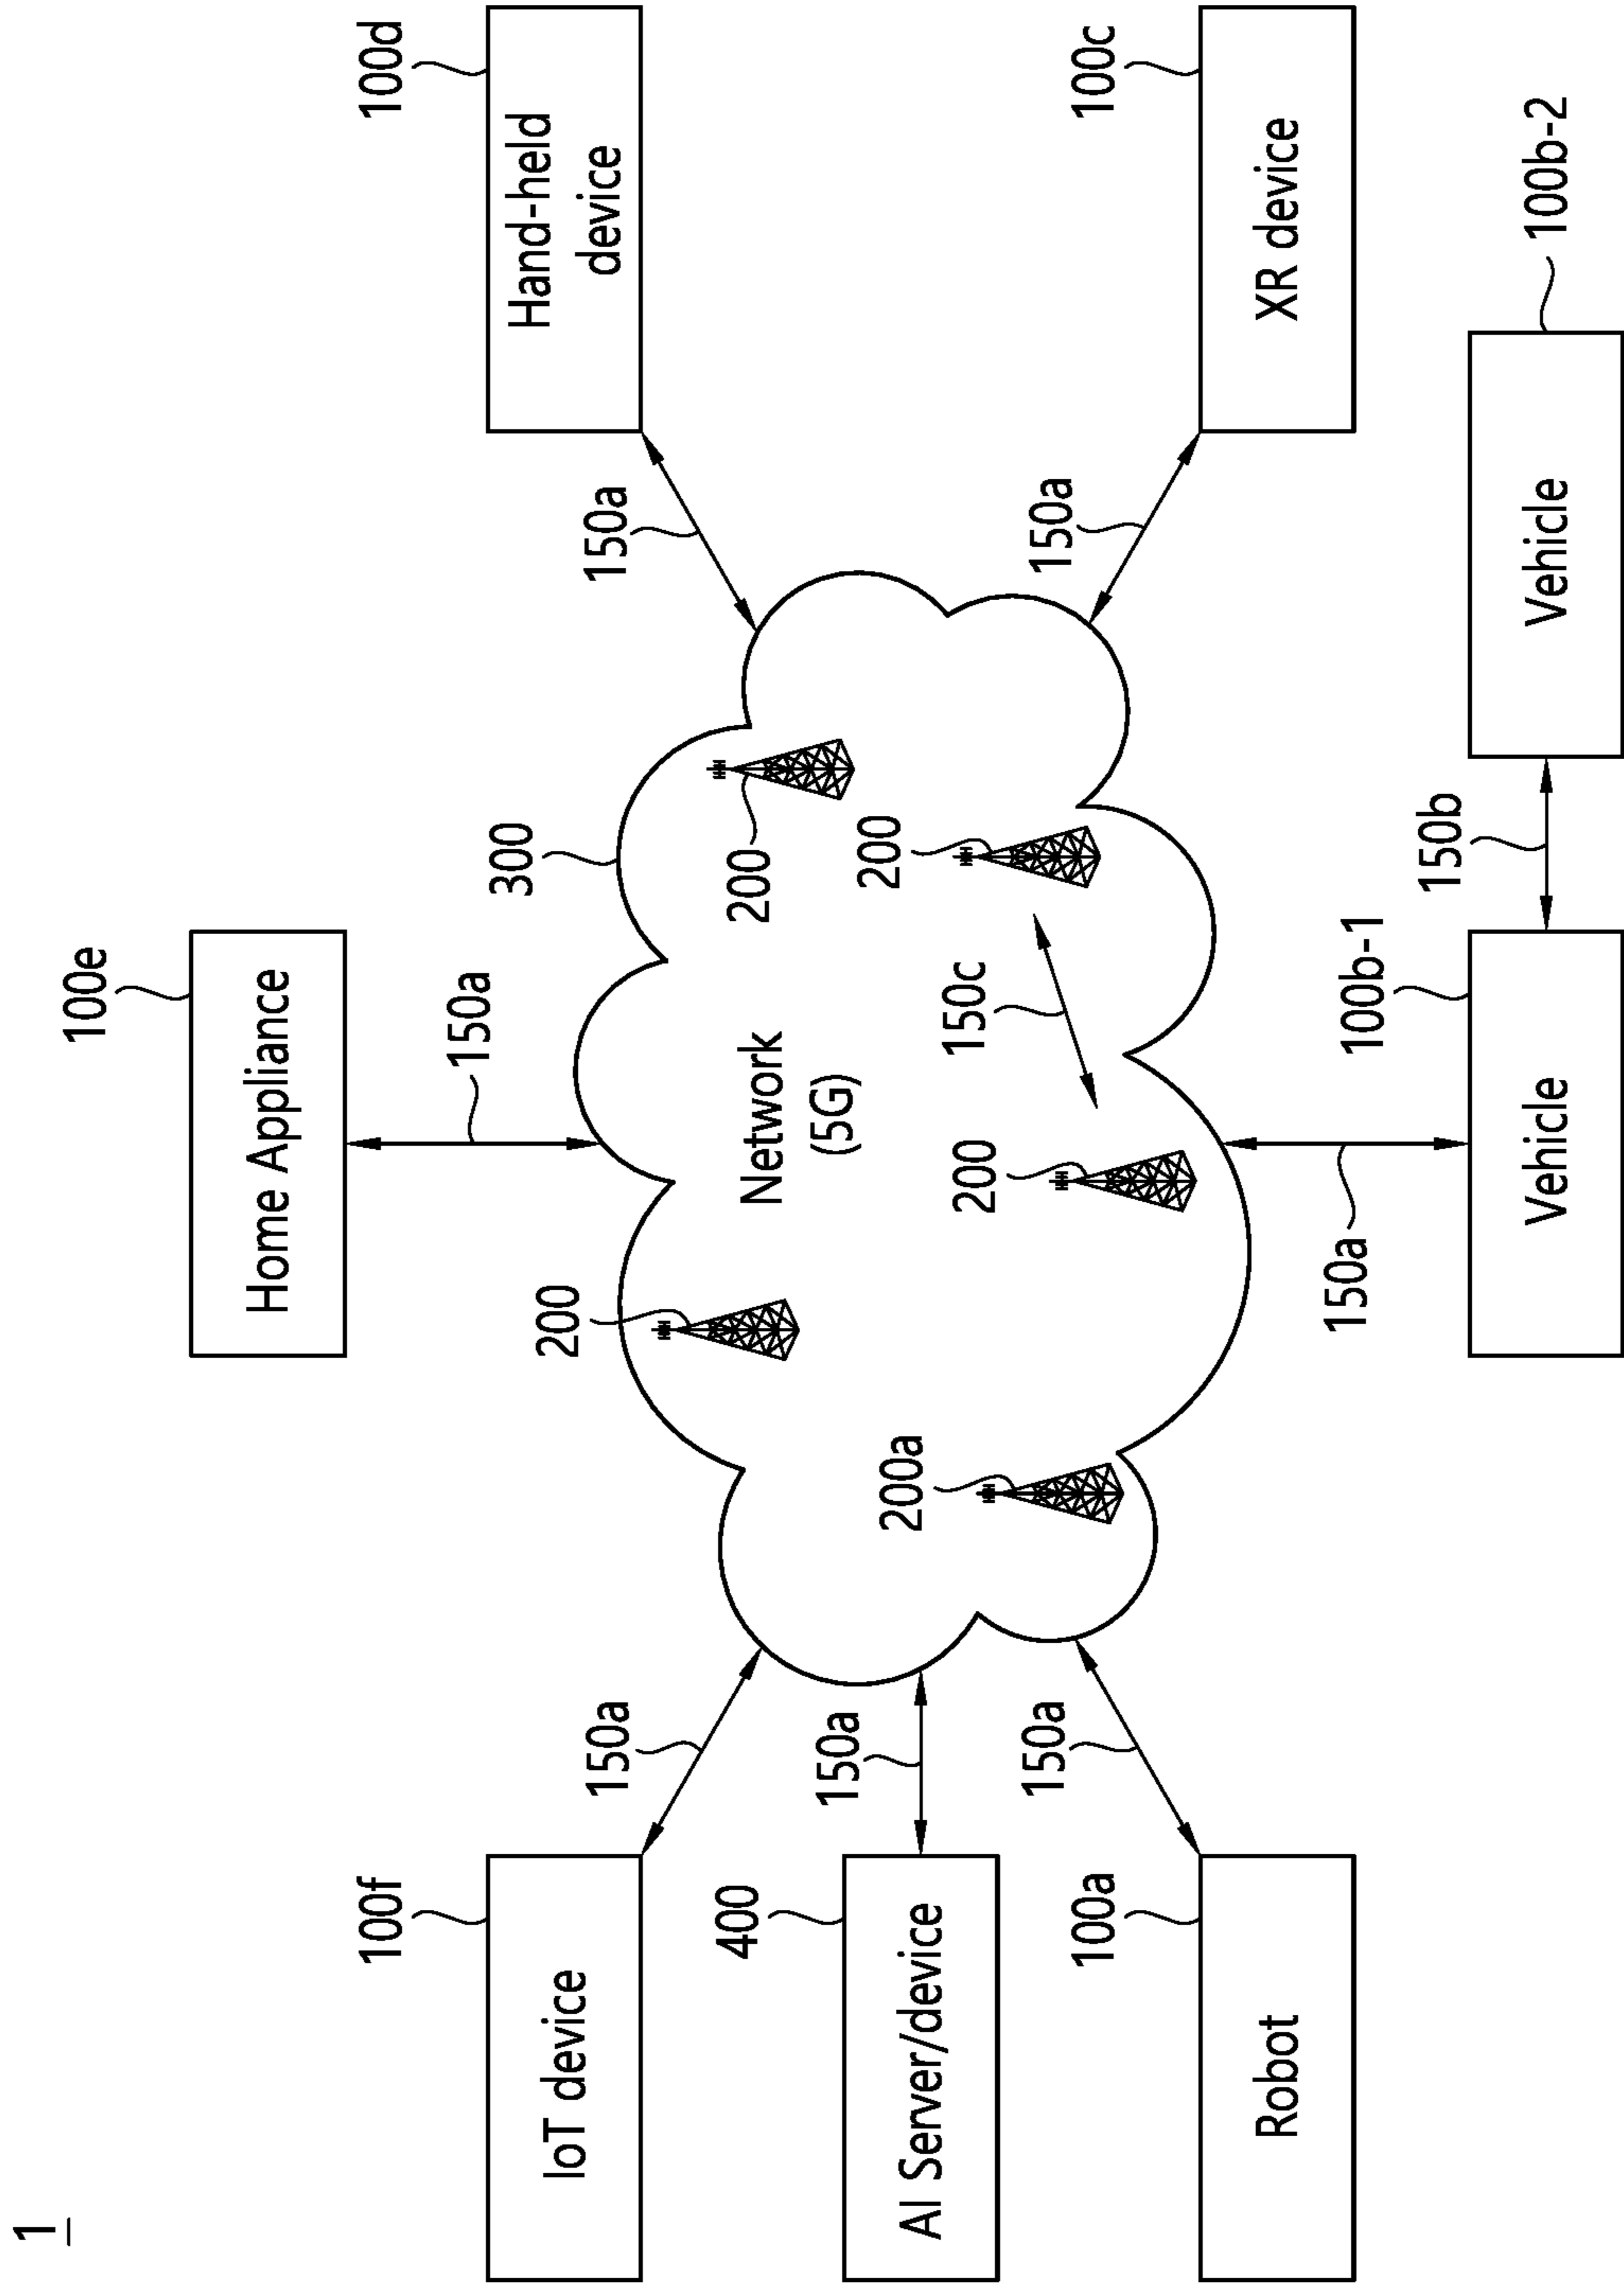 1
100e
Home Appliance
150a
100f
IoT device
150a
300
100d
Hand-held
device
150a
200
Network
(5G)
200
400
AI Server/device
150a
200a
200
200
150c
100a
Robot
150a
150a
100c
XR device
150a
100b-1
Vehicle
150b
Vehicle
100b-2